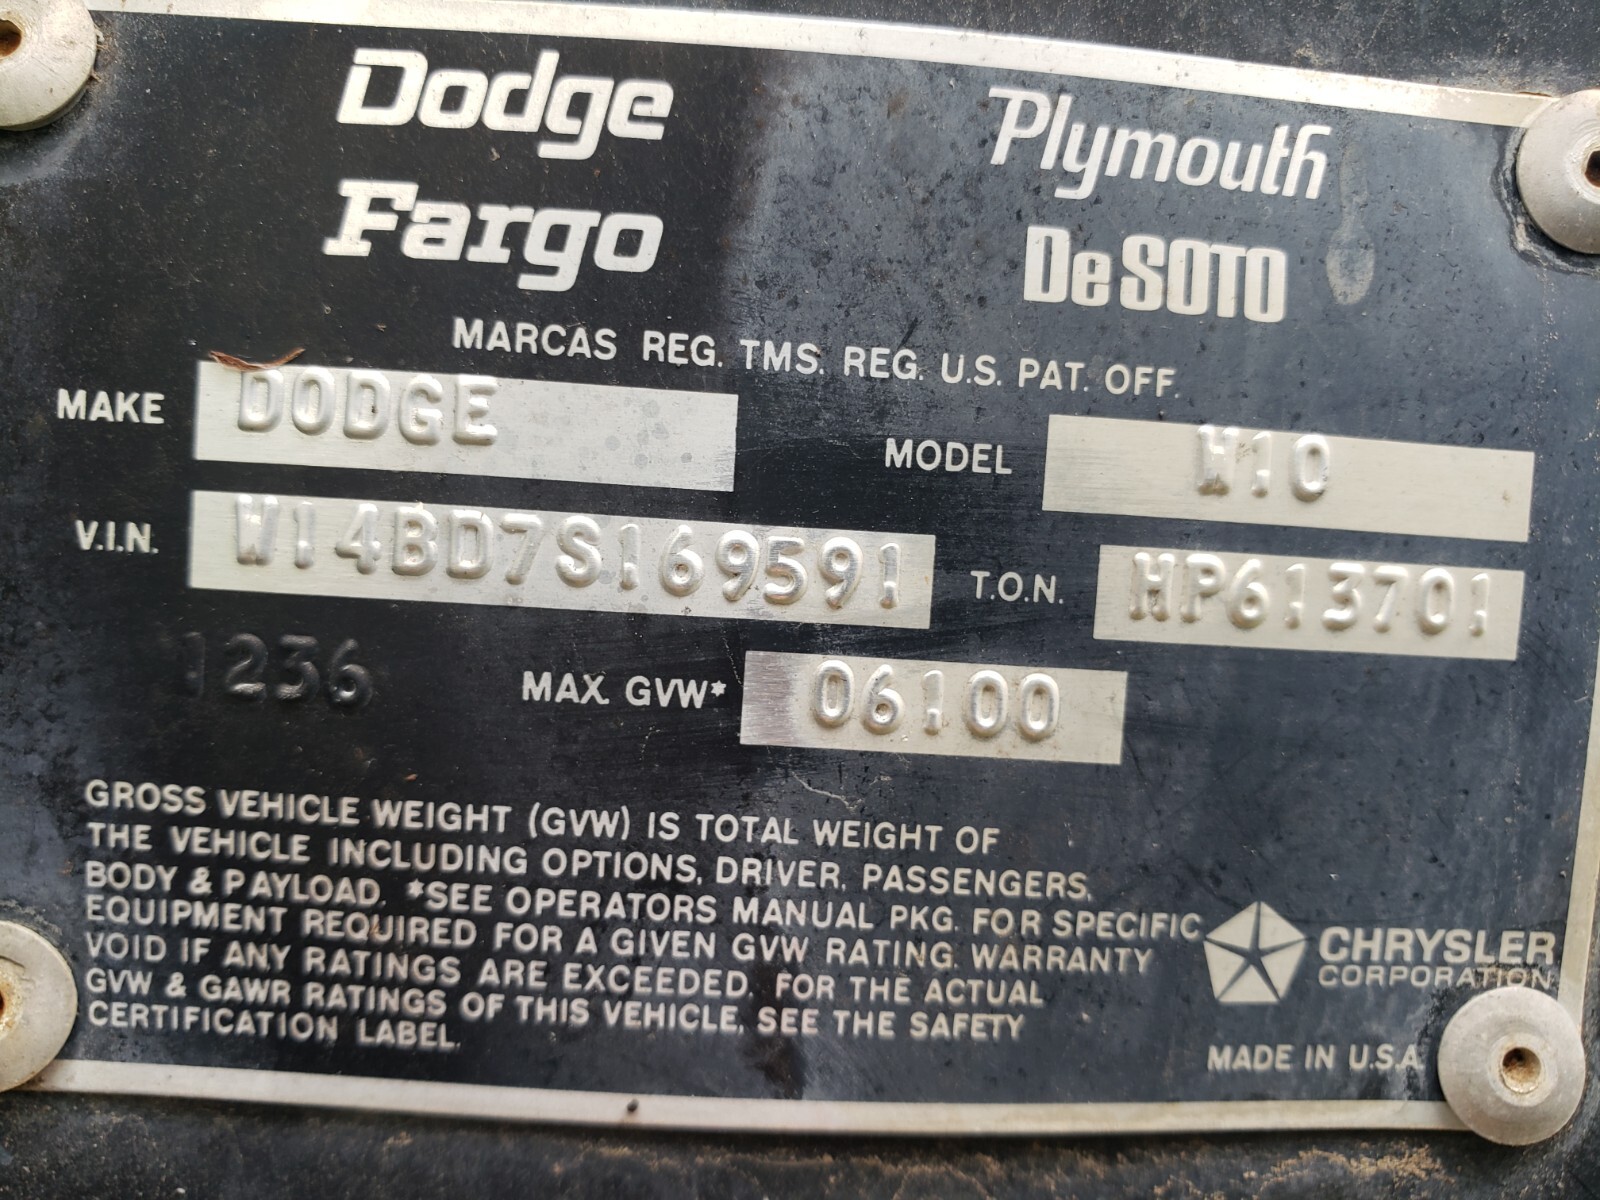 Dodge
Plymouth
Fargo
DeSOTO
MARCAS REG. TMS. REG. U.S. PAT. OFF.
MAKE DODGE
MODEL W10
V.I.N. W14BD7S169591
T.O.N. HP613701
1236
MAX. GVW* 06100
GROSS VEHICLE WEIGHT (GVW) IS TOTAL WEIGHT OF
THE VEHICLE INCLUDING OPTIONS, DRIVER, PASSENGERS,
BODY & PAYLOAD. *SEE OPERATORS MANUAL PKG. FOR SPECIFIC
EQUIPMENT REQUIRED FOR A GIVEN GVW RATING. WARRANTY
VOID IF ANY RATINGS ARE EXCEEDED. FOR THE ACTUAL
GVW & GAWR RATINGS OF THIS VEHICLE, SEE THE SAFETY
CERTIFICATION LABEL.
CHRYSLER
CORPORATION
MADE IN U.S.A.